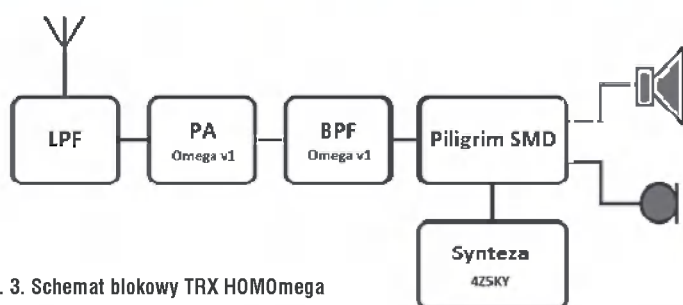 LPF
PA
Omega v1
BPF
Omega v1
Piligrim SMD
Synteza
4Z5KY
. 3. Schemat blokowy TRX HOMOmega